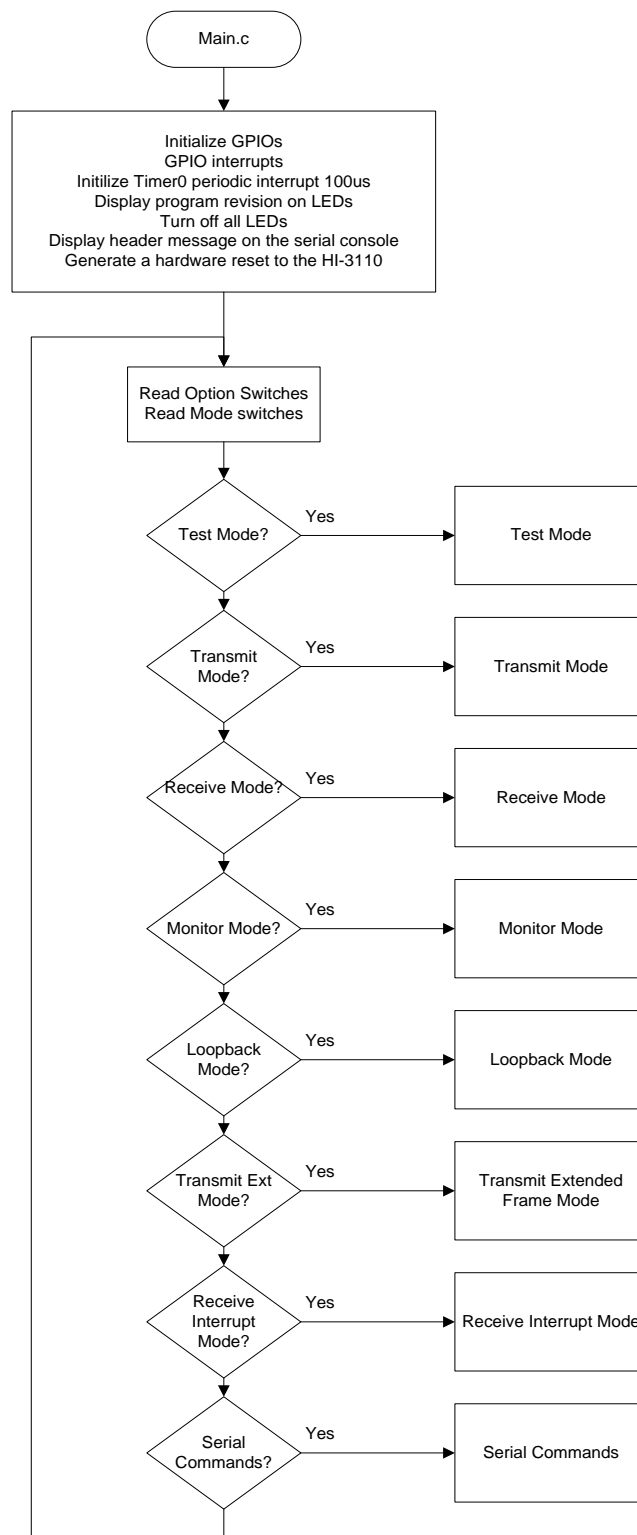 Main.c
Initialize GPIOs
GPIO interrupts
Initilize Timer0 periodic interrupt 100us
Display program revision on LEDs
Turn off all LEDs
Display header message on the serial console
Generate a hardware reset to the HI-3110
Read Option Switches
Read Mode switches
Test Mode?
Yes
Test Mode
Transmit
Mode?
Yes
Transmit Mode
Receive Mode?
Yes
Receive Mode
Monitor Mode?
Yes
Monitor Mode
Loopback
Mode?
Yes
Loopback Mode
Transmit Ext
Mode?
Yes
Transmit Extended
Frame Mode
Receive
Interrupt
Mode?
Yes
Receive Interrupt Mode
Serial
Commands?
Yes
Serial Commands